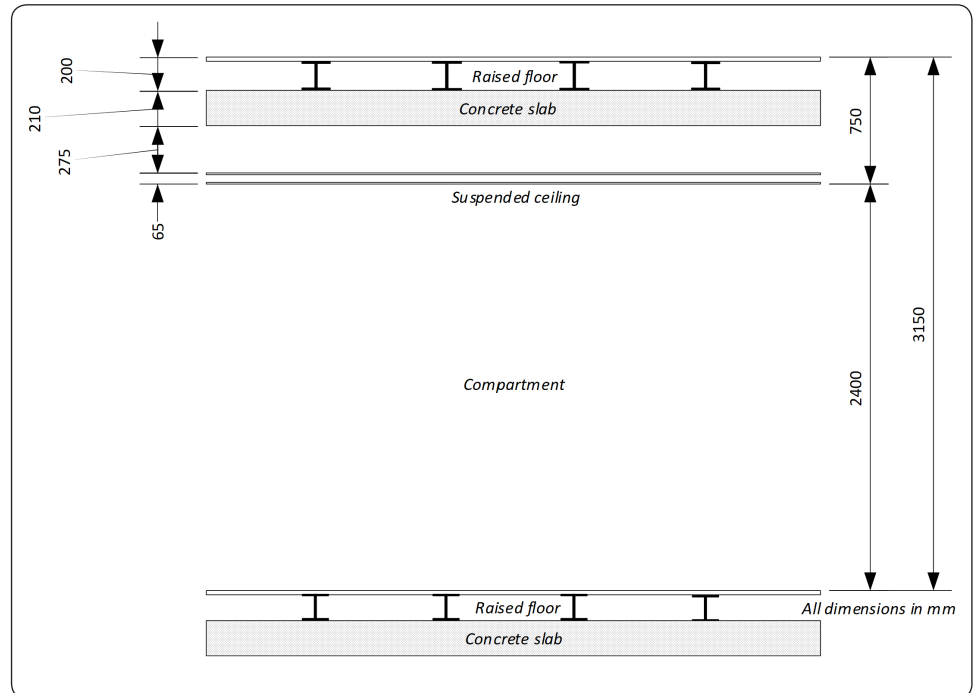 200
Raised floor
210
Concrete slab
750
275
Suspended ceiling
65
3150
Compartment
2400
Raised floor
All dimensions in mm
Concrete slab